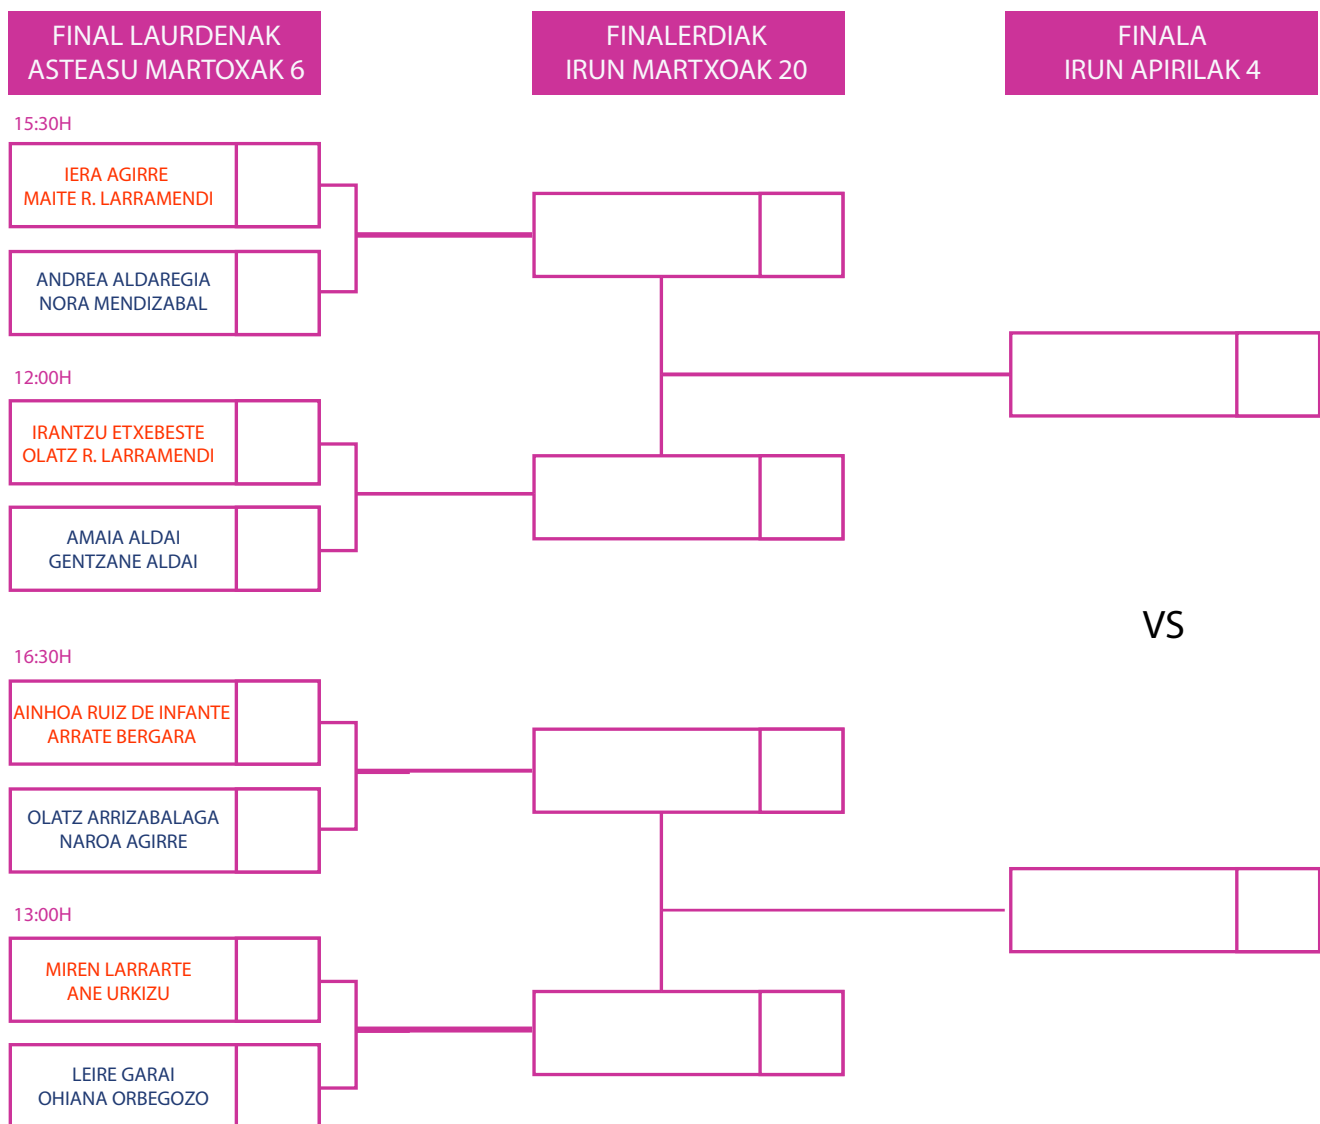 FINAL LAURDENAK
ASTEASU MARTOXAK 6
FINALERDIAK
IRUN MARTXOAK 20
FINALA
IRUN APIRILAK 4
15:30H
IERA AGIRRE
MAITE R. LARRAMENDI
ANDREA ALDAREGIA
NORA MENDIZABAL
12:00H
IRANTZU ETXEBESTE
OLATZ R. LARRAMENDI
AMAIA ALDAI
GENTZANE ALDAI
VS
16:30H
AINHOA RUIZ DE INFANTE
ARRATE BERGARA
OLATZ ARRIZABALAGA
NAROA AGIRRE
13:00H
MIREN LARRARTE
ANE URKIZU
LEIRE GARAI
OHIANA ORBEGOZO